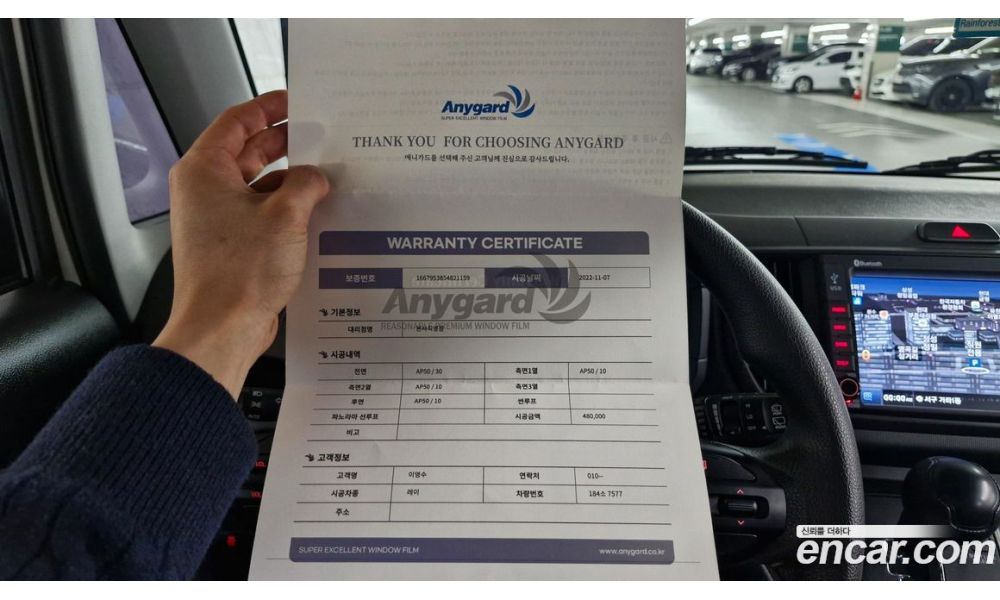 Rainforest
Anygard
SUPER EXCELLENT WINDOW FILM
THANK YOU FOR CHOOSING ANYGARD
애니가드를 선택해 주신 고객님께 진심으로 감사드립니다.
WARRANTY CERTIFICATE
보증번호 1667953854821159 시공날짜 2022-11-07
Anygard
REASONABLE PREMIUM WINDOW FILM
기본정보
대리점명
시공내역
전면 AP50 / 30 측면1열 AP50 / 10
측면2열 AP50 / 10 측면3열
후면 AP50 / 10 썬루프
파노라마 선루프 시공금액 480,000
비고
고객정보
고객명 이영수 연락처 010--
시공차종 레이 차량번호 184소 7577
주소
SUPER EXCELLENT WINDOW FILM www.anygard.co.kr
Bluetooth
신뢰를 더하다
encar.com